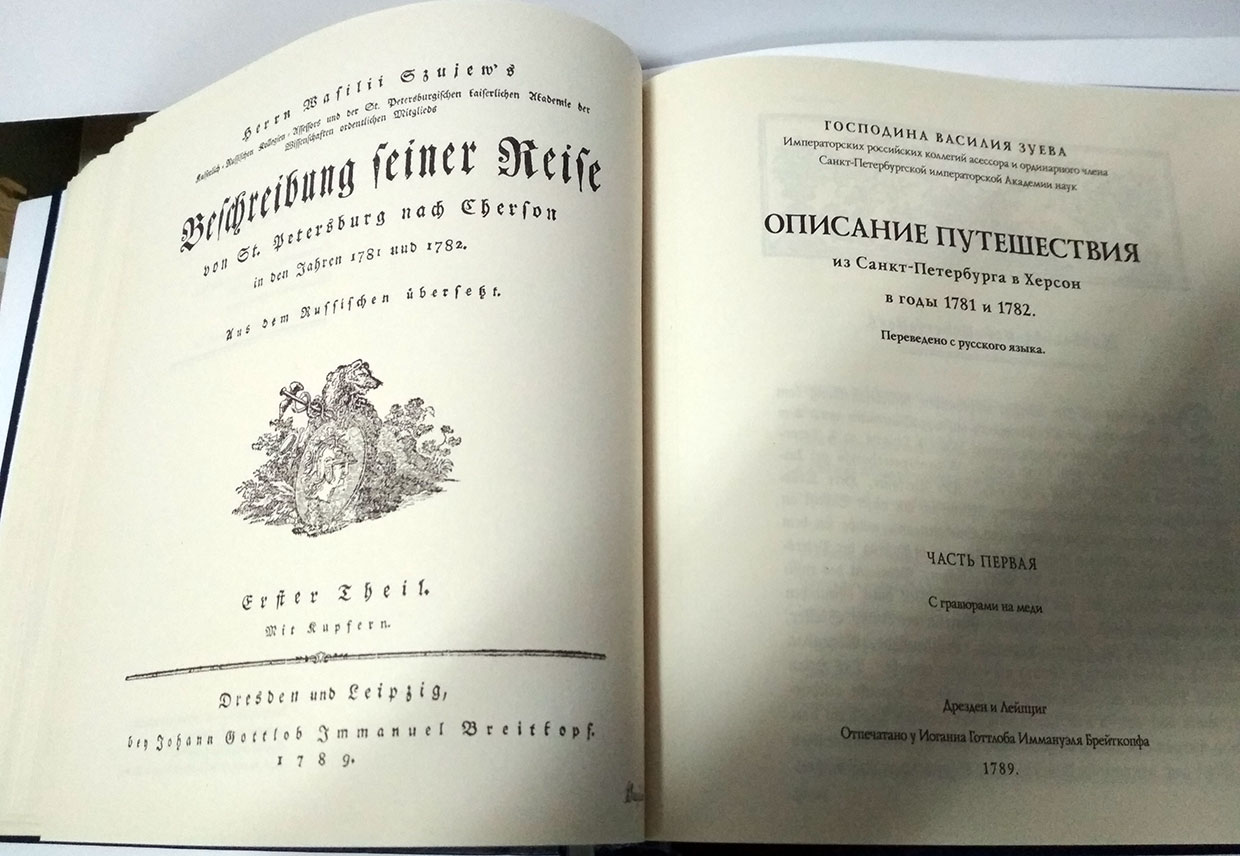 Herrn Wasilii Szujew's
Kaiserlich-Russischen Kollegien-Assessors und der St. Petersburgischen kaiserlichen Akademie der
Wissenschaften ordentlichen Mitglieds
Beschreibung seiner Reise
von St. Petersburg nach Cherson
in den Jahren 1781 und 1782.
Aus dem Russischen übersetzt.
Erster Theil.
Mit Kupfern.
Dresden und Leipzig,
bey Johann Gottlob Immanuel Breitkopf.
1789.
ГОСПОДИНА ВАСИЛИЯ ЗУЕВА
Императорских российских коллегий асессора и ординарного члена
Санкт-Петербургской императорской Академии наук
ОПИСАНИЕ ПУТЕШЕСТВИЯ
из Санкт-Петербурга в Херсон
в годы 1781 и 1782.
Переведено с русского языка.
ЧАСТЬ ПЕРВАЯ
С гравюрами на меди
Дрезден и Лейпциг
Отпечатано у Иоганна Готтлоба Иммануэля Брейткопфа
1789.